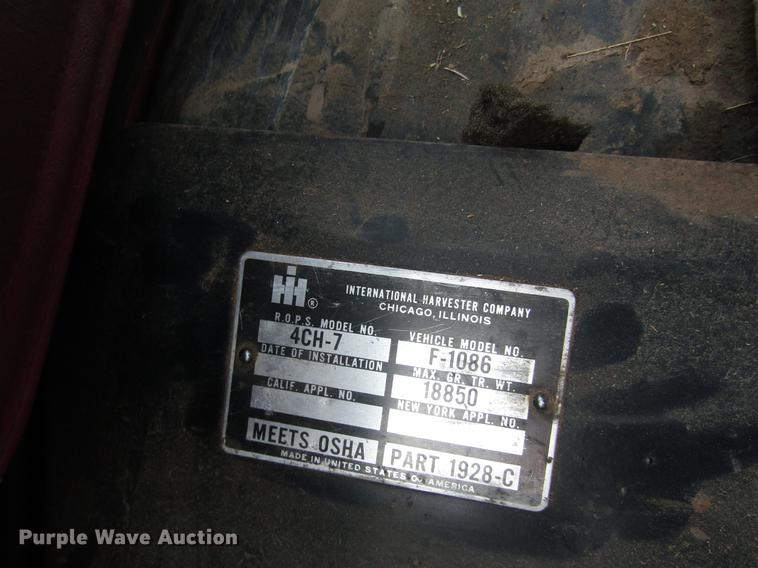 IH ®
INTERNATIONAL HARVESTER COMPANY
CHICAGO, ILLINOIS
R.O.P.S. MODEL NO.
4CH-7
VEHICLE MODEL NO.
F-1086
DATE OF INSTALLATION
MAX. GR. TR. WT.
18850
CALIF. APPL. NO.
NEW YORK APPL. NO.
MEETS OSHA
PART 1928-C
MADE IN UNITED STATES OF AMERICA
Purple Wave Auction